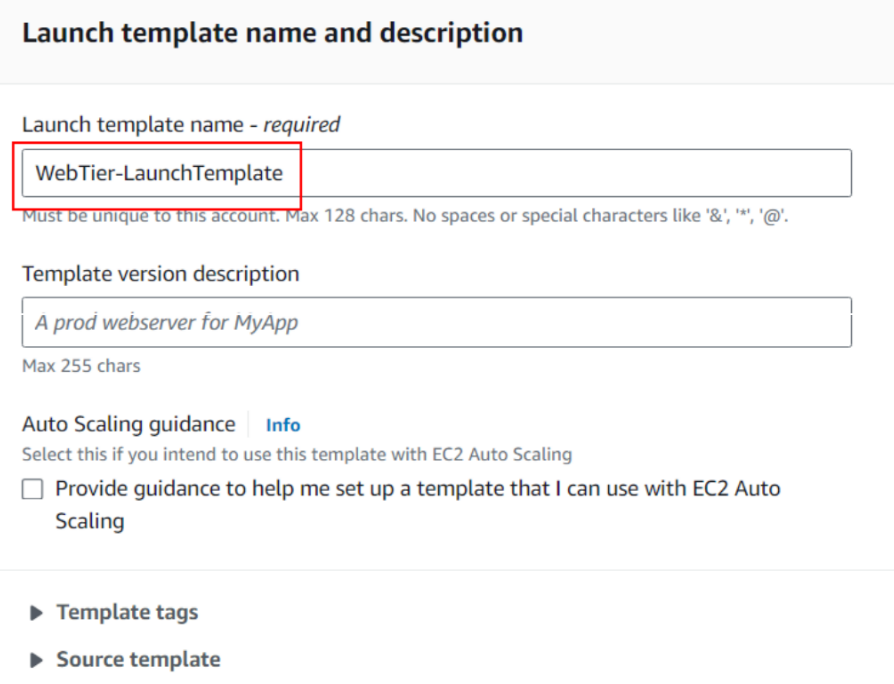 Launch template name and description
Launch template name - required
WebTier-LaunchTemplate
Must be unique to this account. Max 128 chars. No spaces or special characters like '&', '*', '@'.
Template version description
A prod webserver for MyApp
Max 255 chars
Auto Scaling guidance Info
Select this if you intend to use this template with EC2 Auto Scaling
Provide guidance to help me set up a template that I can use with EC2 Auto
Scaling
Template tags
Source template